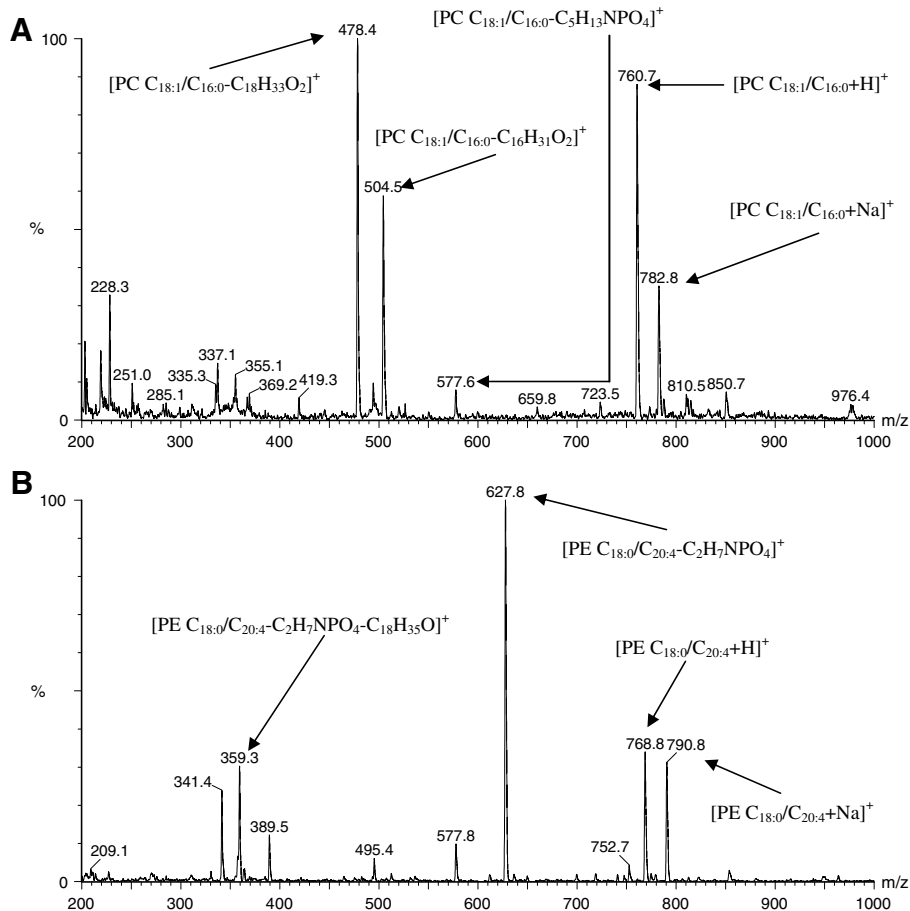 A
[PC C18:1/C16:0-C5H13NPO4]+
100
478.4
[PC C18:1/C16:0-C18H33O2]+
760.7
[PC C18:1/C16:0+H]+
[PC C18:1/C16:0-C16H31O2]+
504.5
[PC C18:1/C16:0+Na]+
%
782.8
228.3
337.1
335.3
355.1
251.0
285.1
369.2
419.3
577.6
659.8
723.5
810.5
850.7
976.4
0
200 300 400 500 600 700 800 900 1000 m/z
B
100
627.8
[PE C18:0/C20:4-C2H7NPO4]+
[PE C18:0/C20:4-C2H7NPO4-C18H35O]+
[PE C18:0/C20:4+H]+
%
359.3
768.8
790.8
341.4
[PE C18:0/C20:4+Na]+
389.5
577.8
495.4
752.7
209.1
0
200 300 400 500 600 700 800 900 1000 m/z